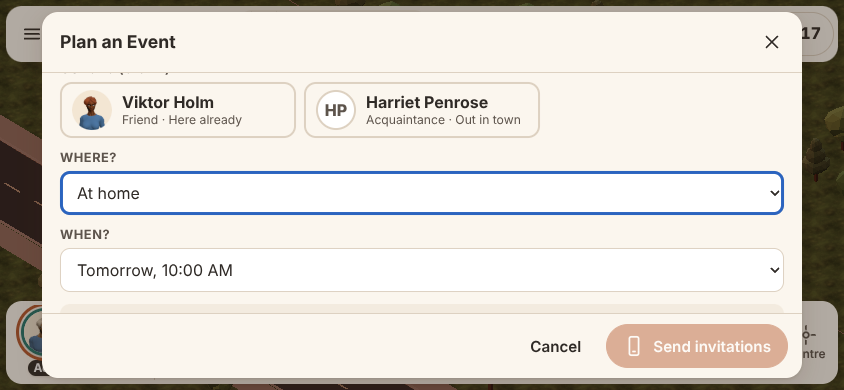 Plan an Event
17
Viktor Holm
Friend · Here already
HP
Harriet Penrose
Acquaintance · Out in town
WHERE?
At home
WHEN?
Tomorrow, 10:00 AM
Cancel
Send invitations